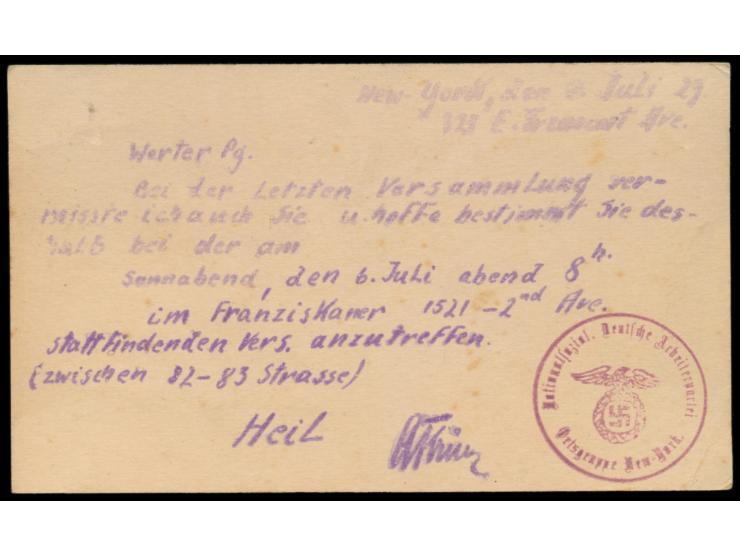 New-York, den 2. Juli 29
323 E. Tremont Ave.
Werter Pg.
Bei der Letzten Versammlung ver-
misste ich auch Sie u. hoffe bestimmt Sie des-
halb bei der am
Sonnabend, den 6. Juli abend 8 h.
im Franziskaner 1521 - 2nd Ave.
stattfindenden Vers. anzutreffen.
(zwischen 82-83 Strasse)
Heil
Nationalsozial. Deutsche Arbeiterpartei
Ortsgruppe New-York.